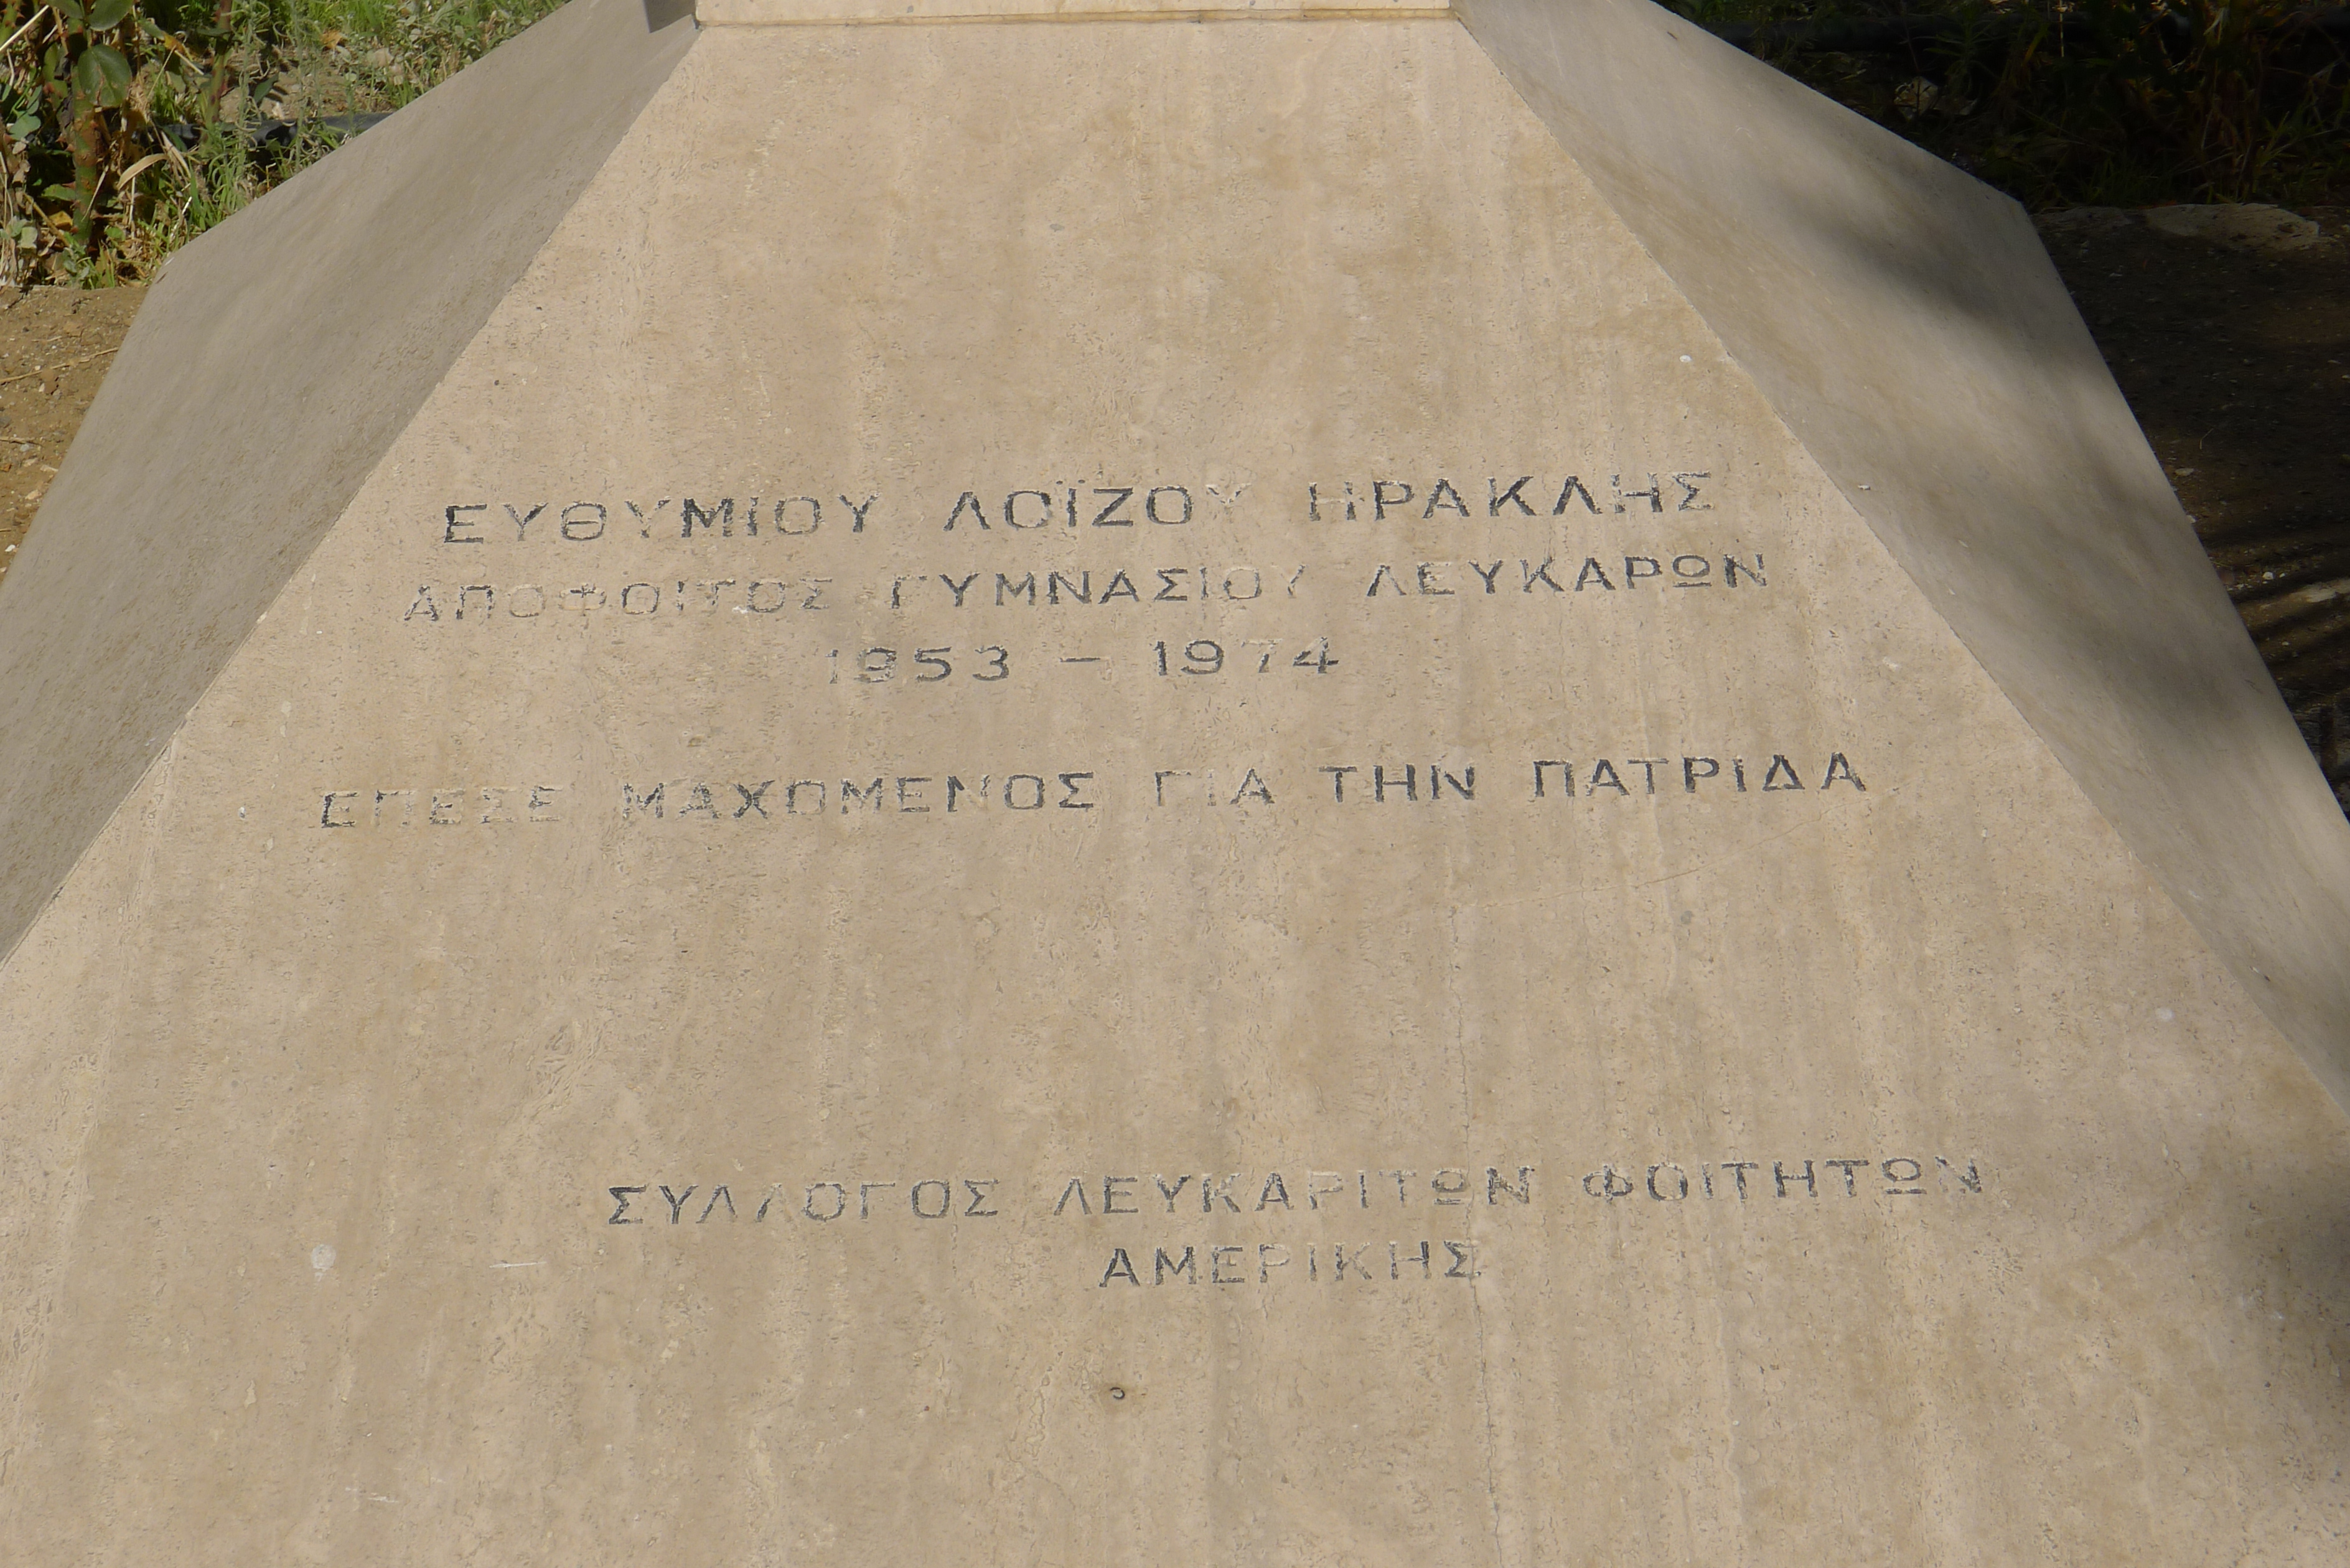 ΕΥΘΥΜΙΟΥ ΛΟΪΖΟΥ ΗΡΑΚΛΗΣ
ΑΠΟΦΟΙΤΟΣ ΓΥΜΝΑΣΙΟΥ ΛΕΥΚΑΡΩΝ
1953 - 1974
ΕΠΕΣΕ ΜΑΧΟΜΕΝΟΣ ΓΙΑ ΤΗΝ ΠΑΤΡΙΔΑ
ΣΥΛΛΟΓΟΣ ΛΕΥΚΑΡΙΤΩΝ ΦΟΙΤΗΤΩΝ
ΑΜΕΡΙΚΗΣ